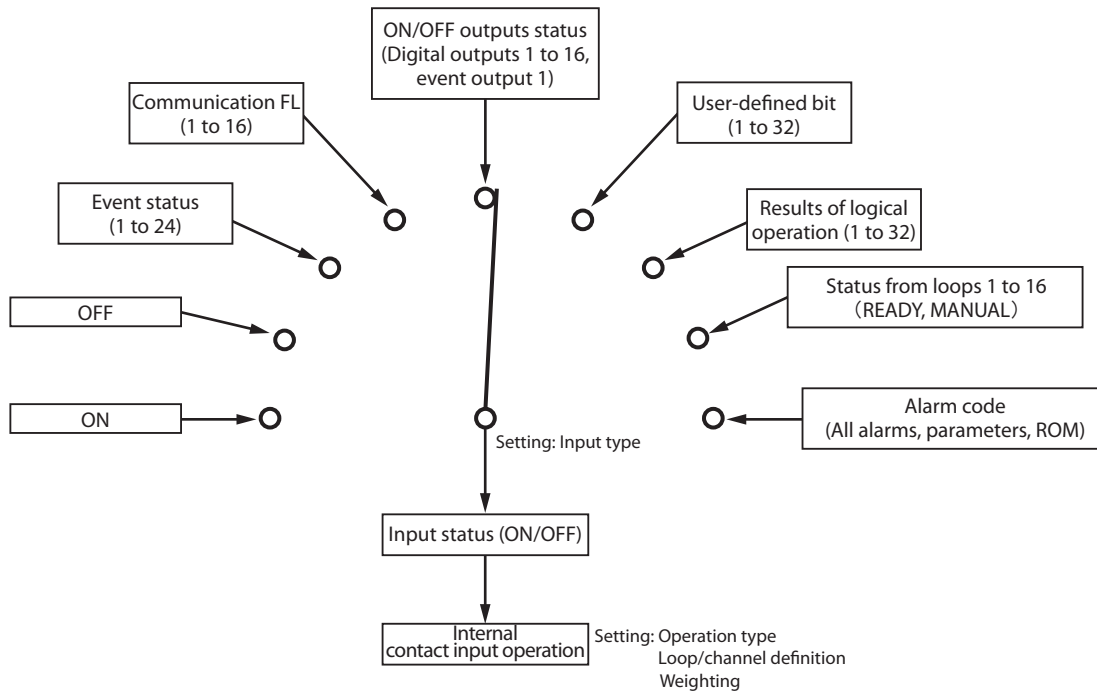 ON/OFF outputs status
(Digital outputs 1 to 16,
event output 1)
Communication FL
(1 to 16)
User-defined bit
(1 to 32)
Event status
(1 to 24)
Results of logical
operation (1 to 32)
OFF
Status from loops 1 to 16
(READY, MANUAL)
ON
Alarm code
(All alarms, parameters, ROM)
Setting: Input type
Input status (ON/OFF)
Internal
contact input operation
Setting: Operation type
Loop/channel definition
Weighting